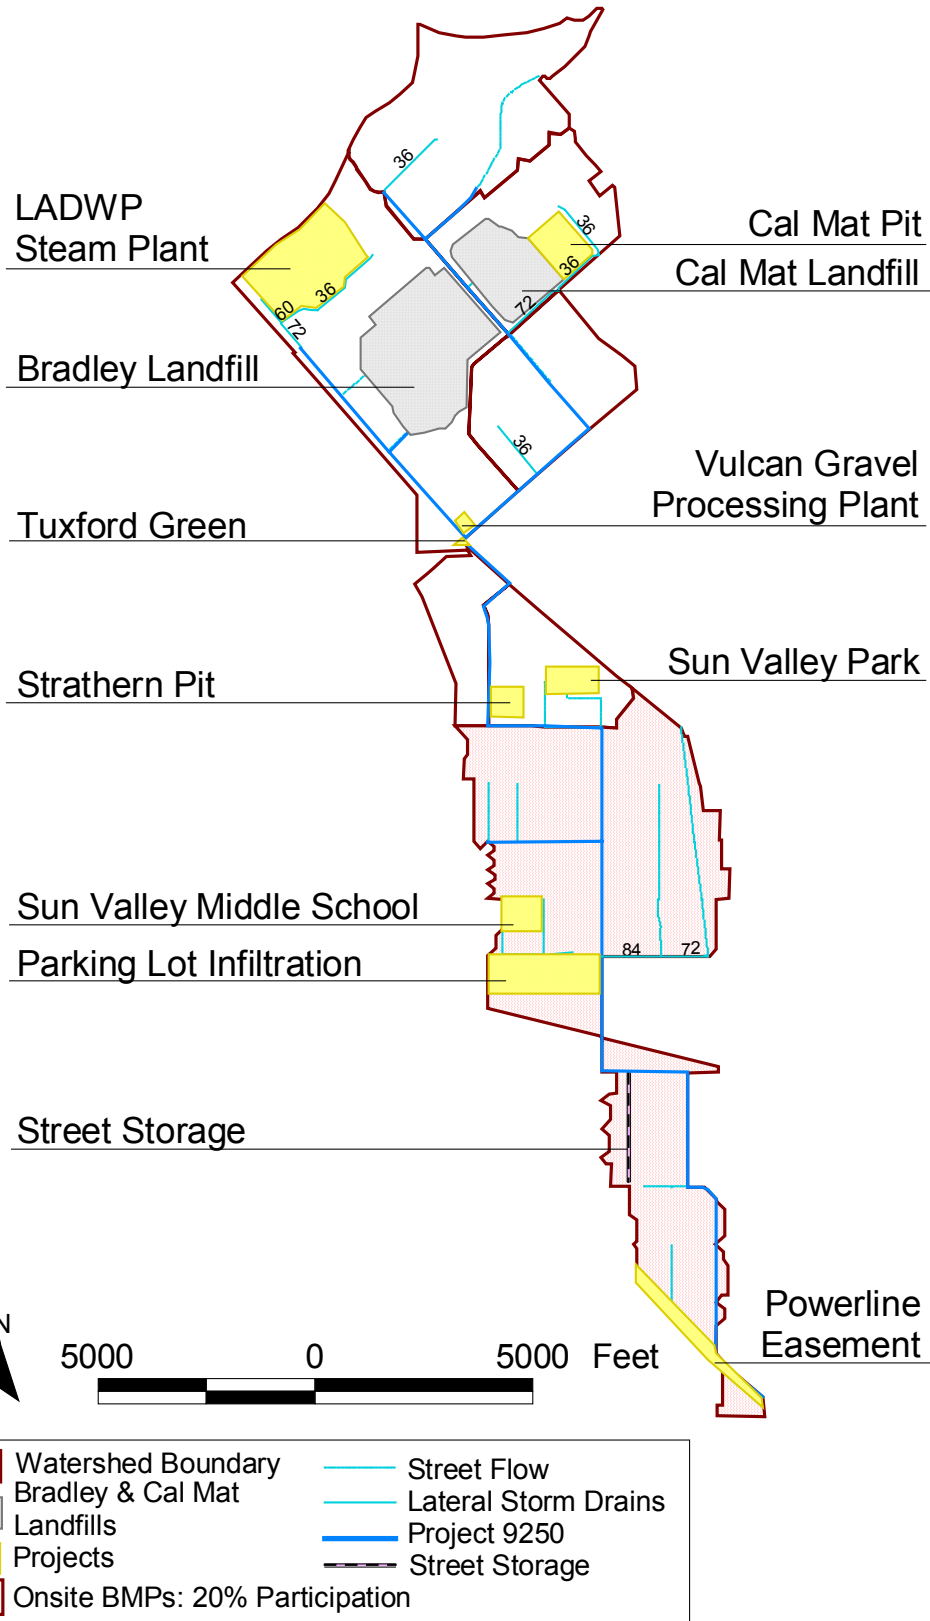 36
LADWP
Steam Plant
36
Cal Mat Pit
36
Cal Mat Landfill
60
36
72
72
Bradley Landfill
36
Vulcan Gravel
Processing Plant
Tuxford Green
Sun Valley Park
Strathern Pit
Sun Valley Middle School
84
72
Parking Lot Infiltration
Street Storage
Powerline
Easement
N
5000 0 5000 Feet
Watershed Boundary
Bradley & Cal Mat
Landfills
Projects
Onsite BMPs: 20% Participation
Street Flow
Lateral Storm Drains
Project 9250
Street Storage